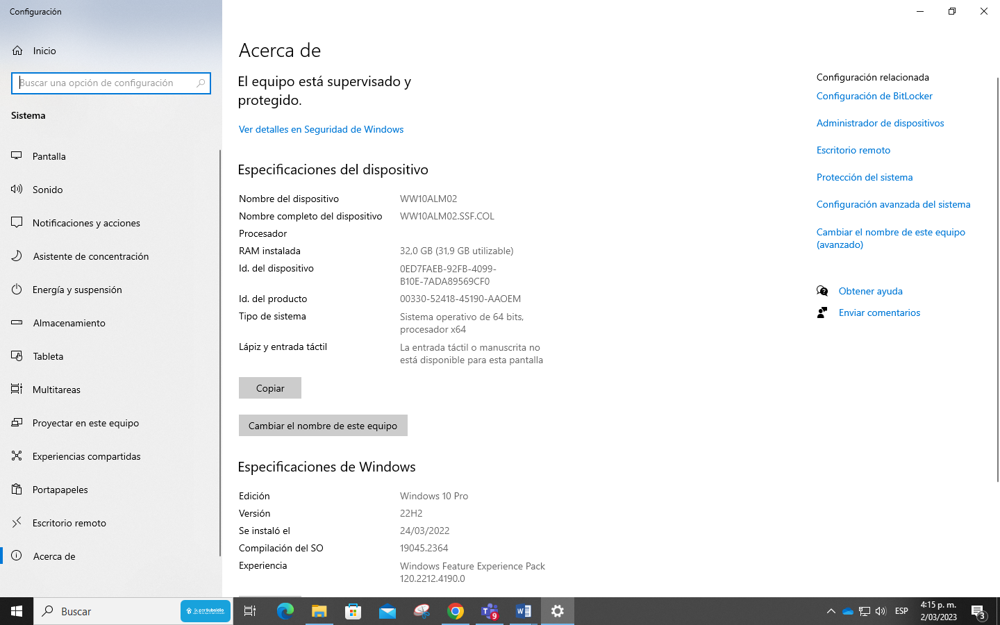 Configuración
Inicio
Buscar una opción de configuración
Sistema
Pantalla
Sonido
Notificaciones y acciones
Asistente de concentración
Energía y suspensión
Almacenamiento
Tableta
Multitareas
Proyectar en este equipo
Experiencias compartidas
Portapapeles
Escritorio remoto
Acerca de
Acerca de
El equipo está supervisado y
protegido.
Ver detalles en Seguridad de Windows
Especificaciones del dispositivo
Nombre del dispositivo WW10ALM02
Nombre completo del dispositivo WW10ALM02.SSF.COL
Procesador
RAM instalada 32,0 GB (31,9 GB utilizable)
Id. del dispositivo 0ED7FAEB-92FB-4099-
B10E-7ADA89569CF0
Id. del producto 00330-52418-45190-AAOEM
Tipo de sistema Sistema operativo de 64 bits,
procesador x64
Lápiz y entrada táctil La entrada táctil o manuscrita no
está disponible para esta pantalla
Copiar
Cambiar el nombre de este equipo
Especificaciones de Windows
Edición Windows 10 Pro
Versión 22H2
Se instaló el 24/03/2022
Compilación del SO 19045.2364
Experiencia Windows Feature Experience Pack
120.2212.4190.0
Configuración relacionada
Configuración de BitLocker
Administrador de dispositivos
Escritorio remoto
Protección del sistema
Configuración avanzada del sistema
Cambiar el nombre de este equipo
(avanzado)
Obtener ayuda
Enviar comentarios
Buscar
SuperSubsidio
9
ESP
4:15 p. m.
2/03/2023
3